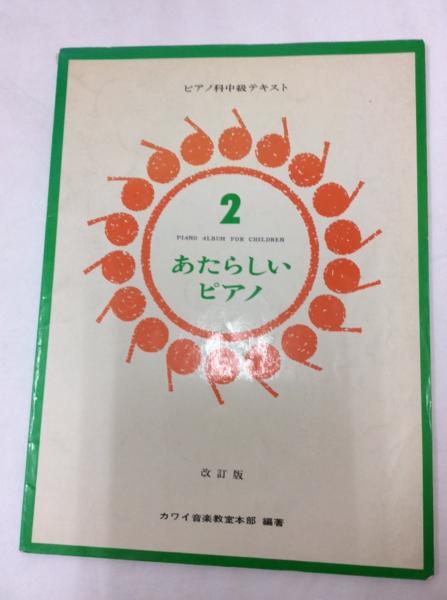 ピアノ科中級テキスト
2
PIANO ALBUM FOR CHILDREN
あたらしい
ピアノ
改訂版
カワイ音楽教室本部 編著